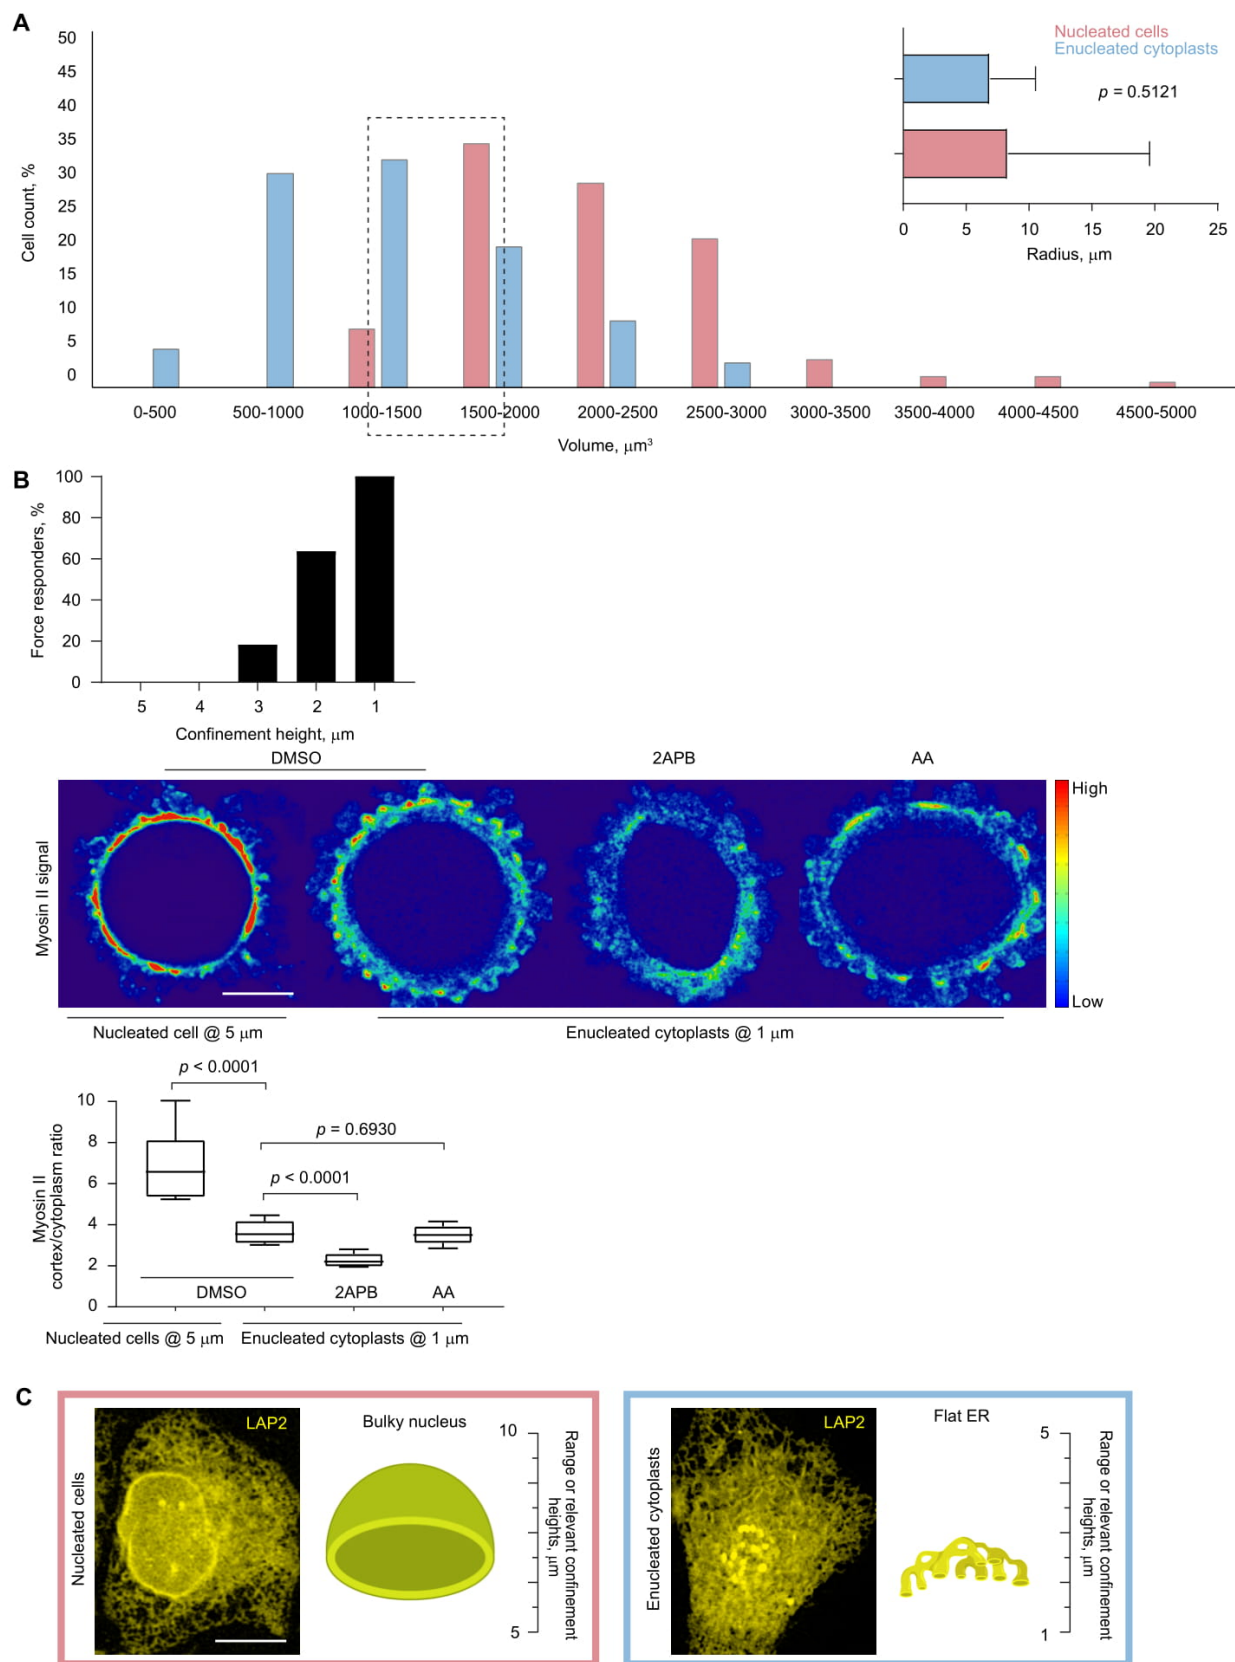 A
Nucleated cells
Enucleated cytoplasts
p = 0.5121
0 5 10 15 20 25
Radius, μm
50
45
40
35
30
25
20
15
10
5
0
Cell count, %
0-500 500-1000 1000-1500 1500-2000 2000-2500 2500-3000 3000-3500 3500-4000 4000-4500 4500-5000
Volume, μm³
B
100
80
60
40
20
0
Force responders, %
5 4 3 2 1
Confinement height, μm
DMSO 2APB AA
Myosin II signal
High
Low
Nucleated cell @ 5 μm Enucleated cytoplasts @ 1 μm
p < 0.0001
p = 0.6930
p < 0.0001
10
8
6
4
2
0
Myosin II
cortex/cytoplasm ratio
DMSO 2APB AA
Nucleated cells @ 5 μm Enucleated cytoplasts @ 1 μm
C
Nucleated cells
LAP2
Bulky nucleus
10
5
Range or relevant confinement
heights, μm
Enucleated cytoplasts
LAP2
Flat ER
5
1
Range or relevant confinement
heights, μm